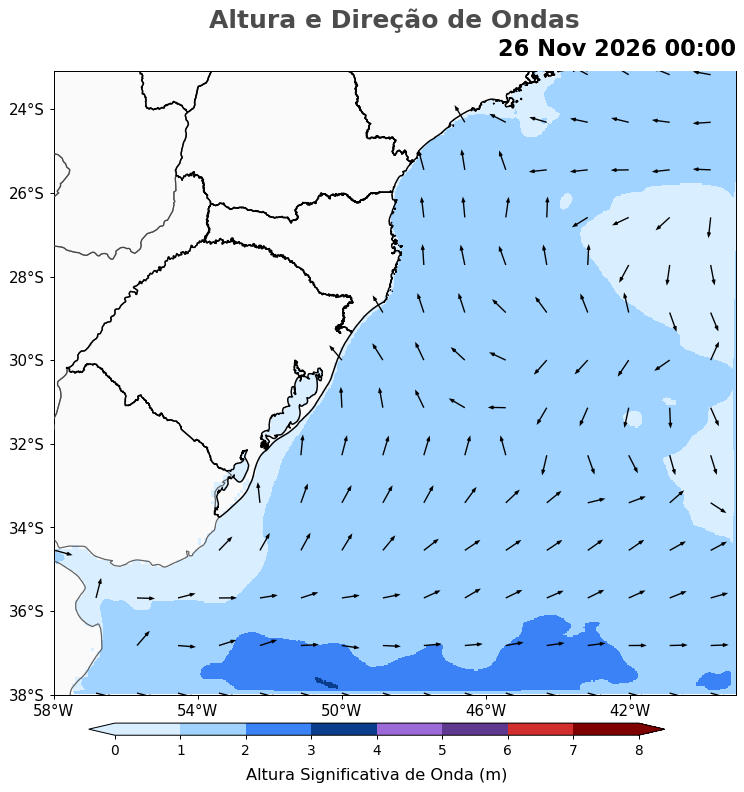 Altura e Direção de Ondas
26 Nov 2026 00:00
24°S
26°S
28°S
30°S
32°S
34°S
36°S
38°S
58°W 54°W 50°W 46°W 42°W
0 1 2 3 4 5 6 7 8
Altura Significativa de Onda (m)